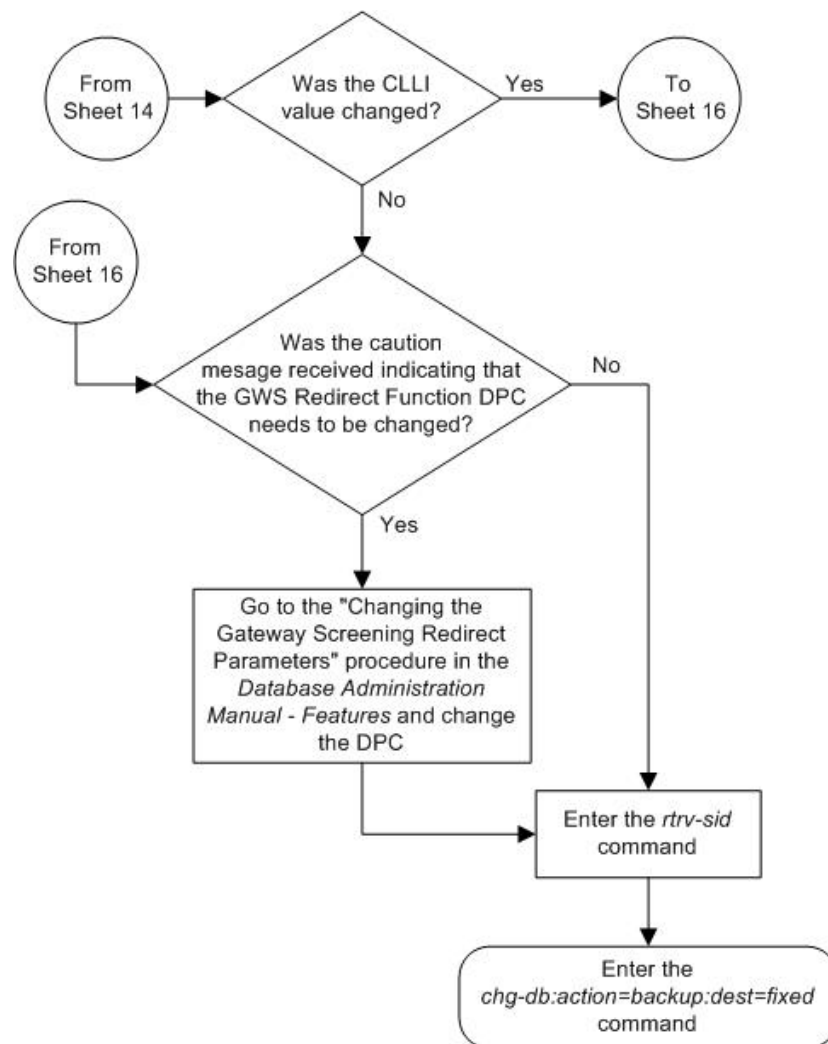 From
Sheet 14
Was the CLLI
value changed?
Yes
To
Sheet 16
No
From
Sheet 16
Was the caution
mesage received indicating that
the GWS Redirect Function DPC
needs to be changed?
No
Yes
Go to the "Changing the
Gateway Screening Redirect
Parameters" procedure in the
Database Administration
Manual - Features and change
the DPC
Enter the rtrv-sid
command
Enter the
chg-db:action=backup:dest=fixed
command